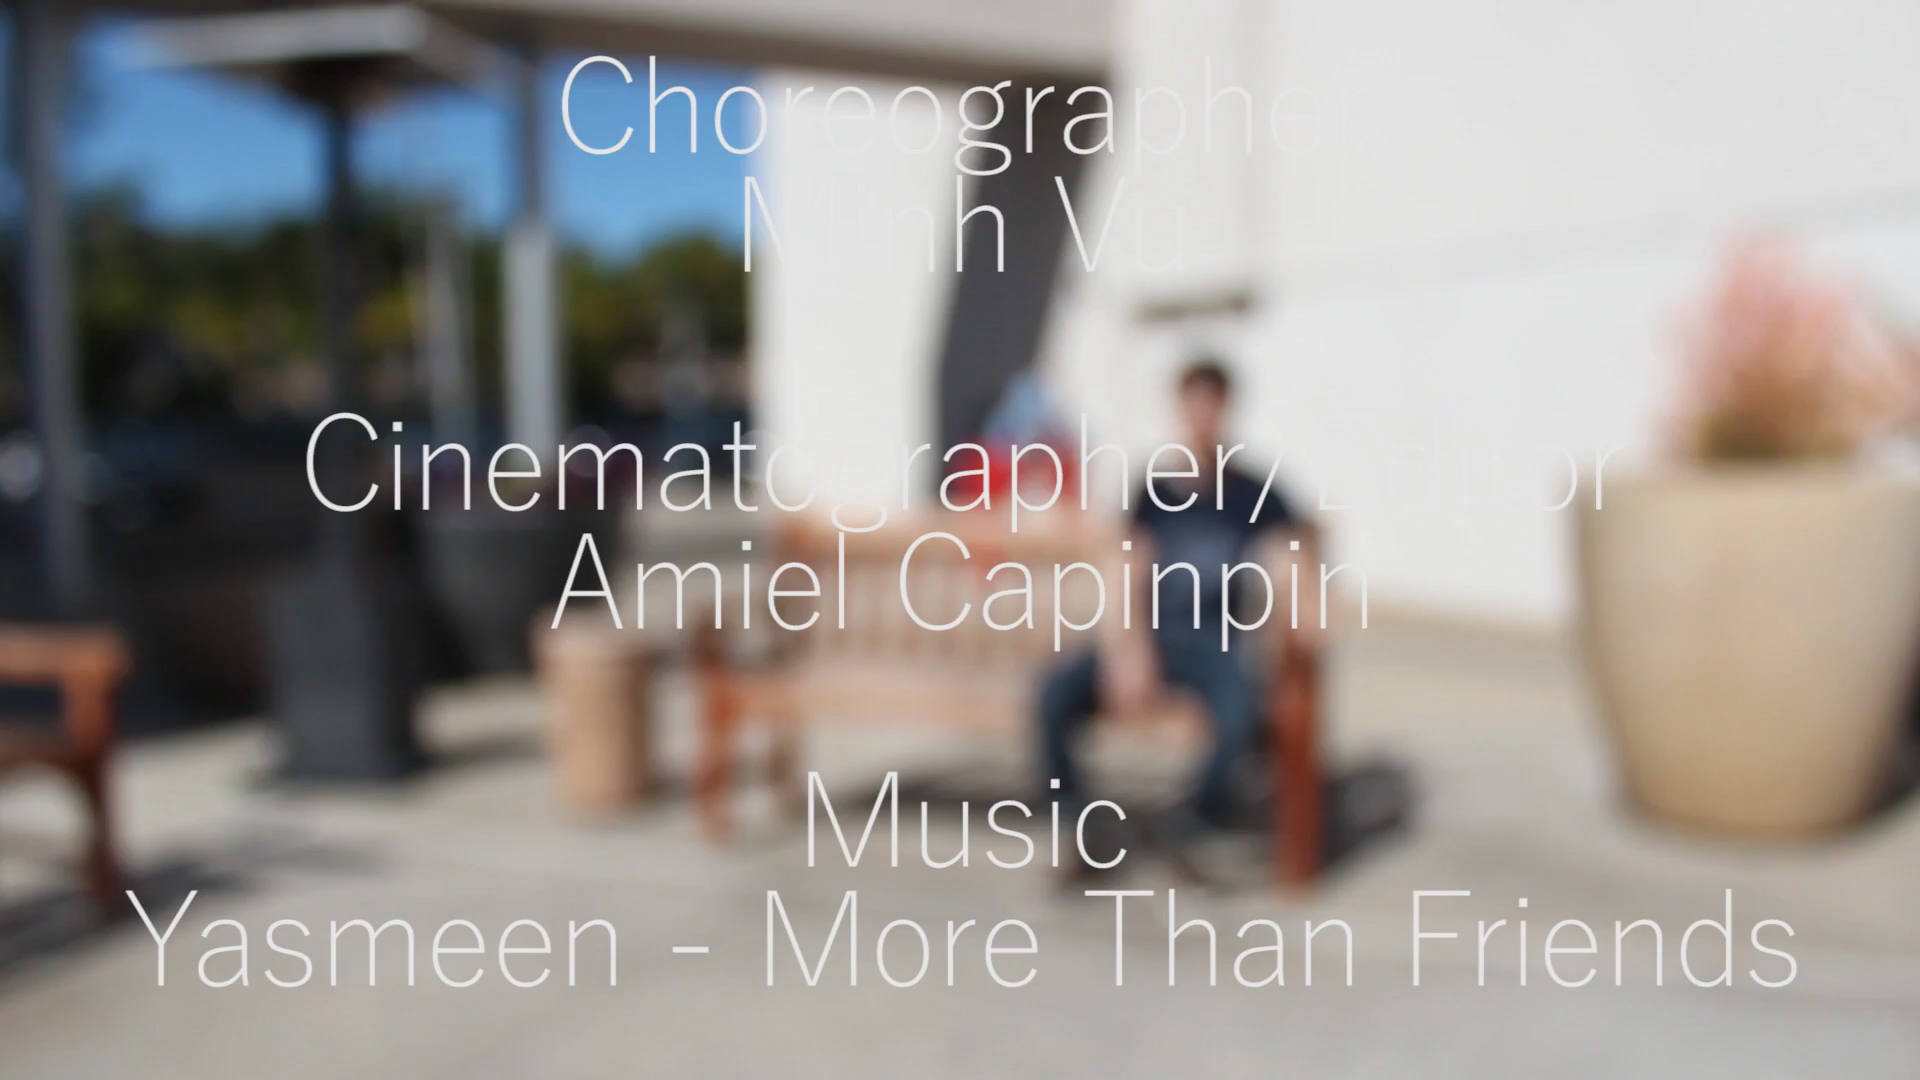 Choreographer
Minh Vu
Cinematographer/Editor
Amiel Capinpin
Music
Yasmeen - More Than Friends